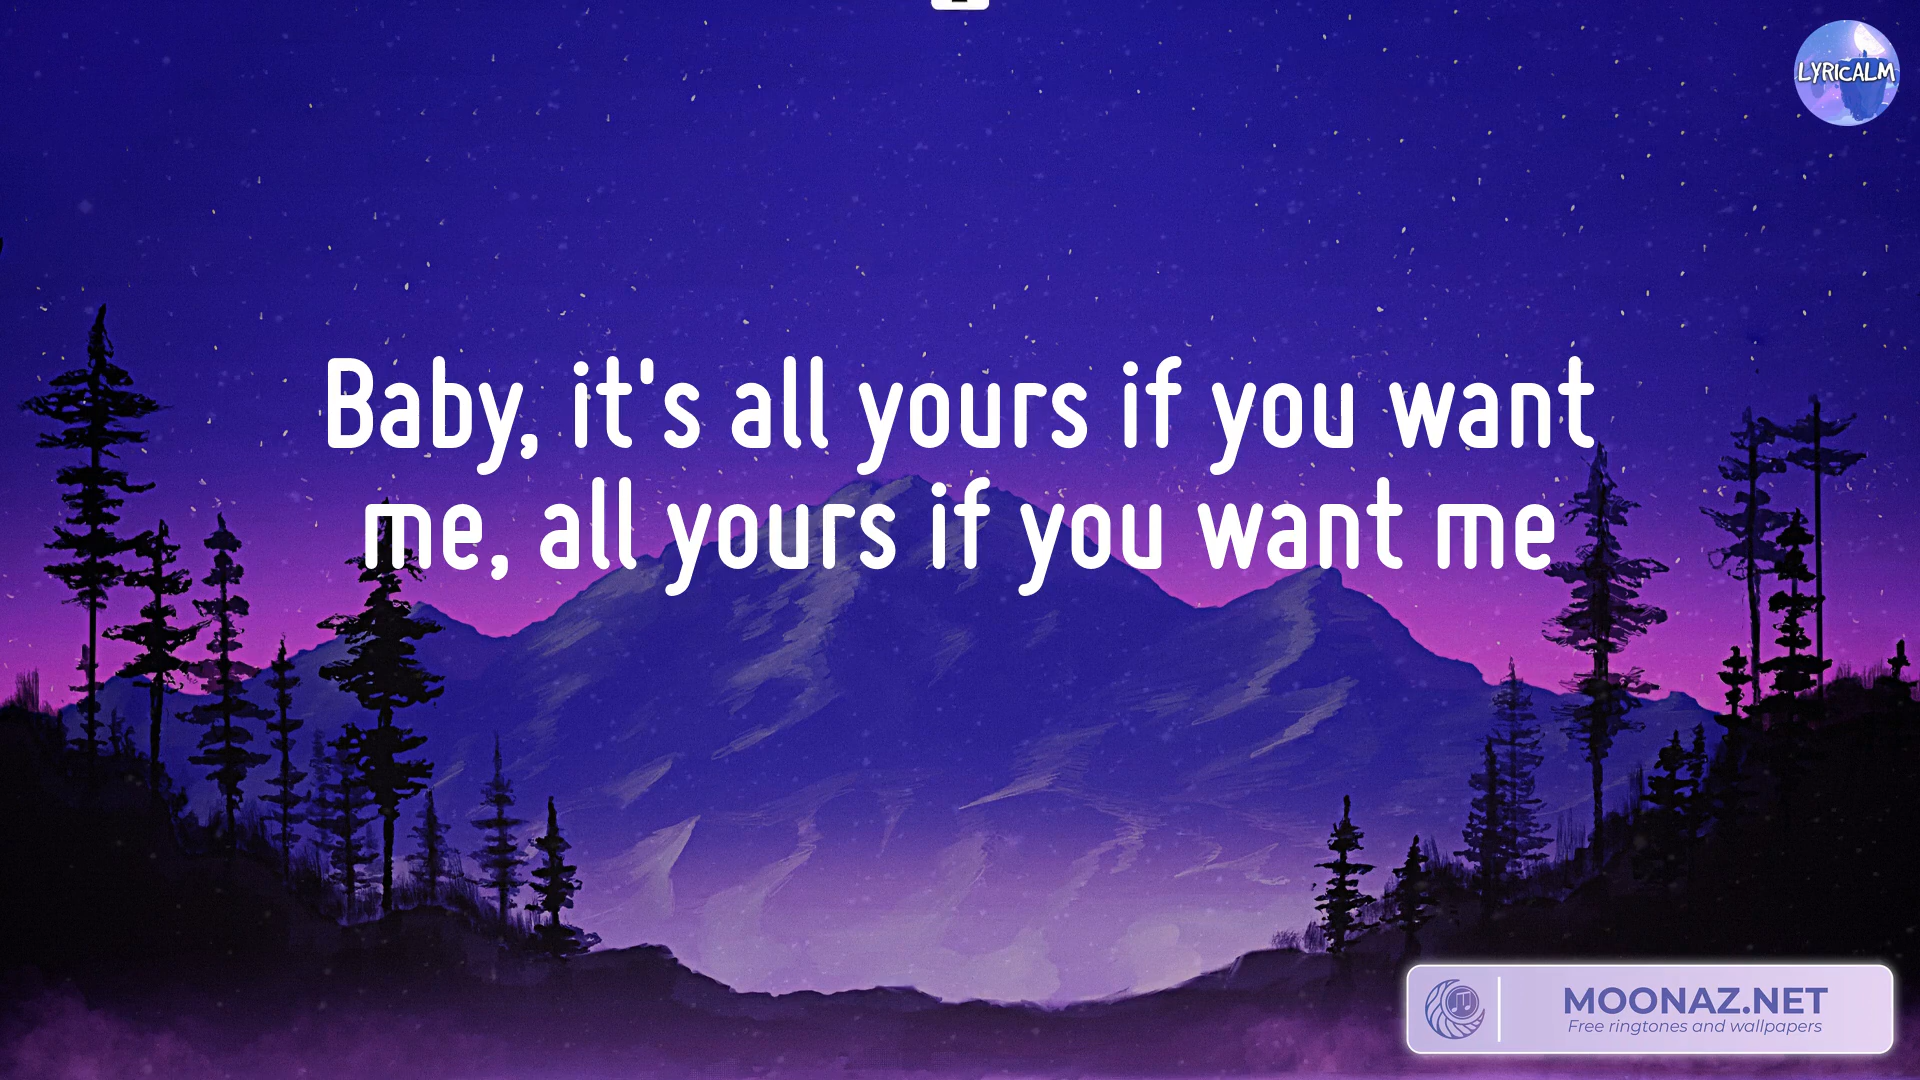 LYRICALM
Baby, it's all yours if you want
me, all yours if you want me
MOONAZ.NET
Free ringtones and wallpapers